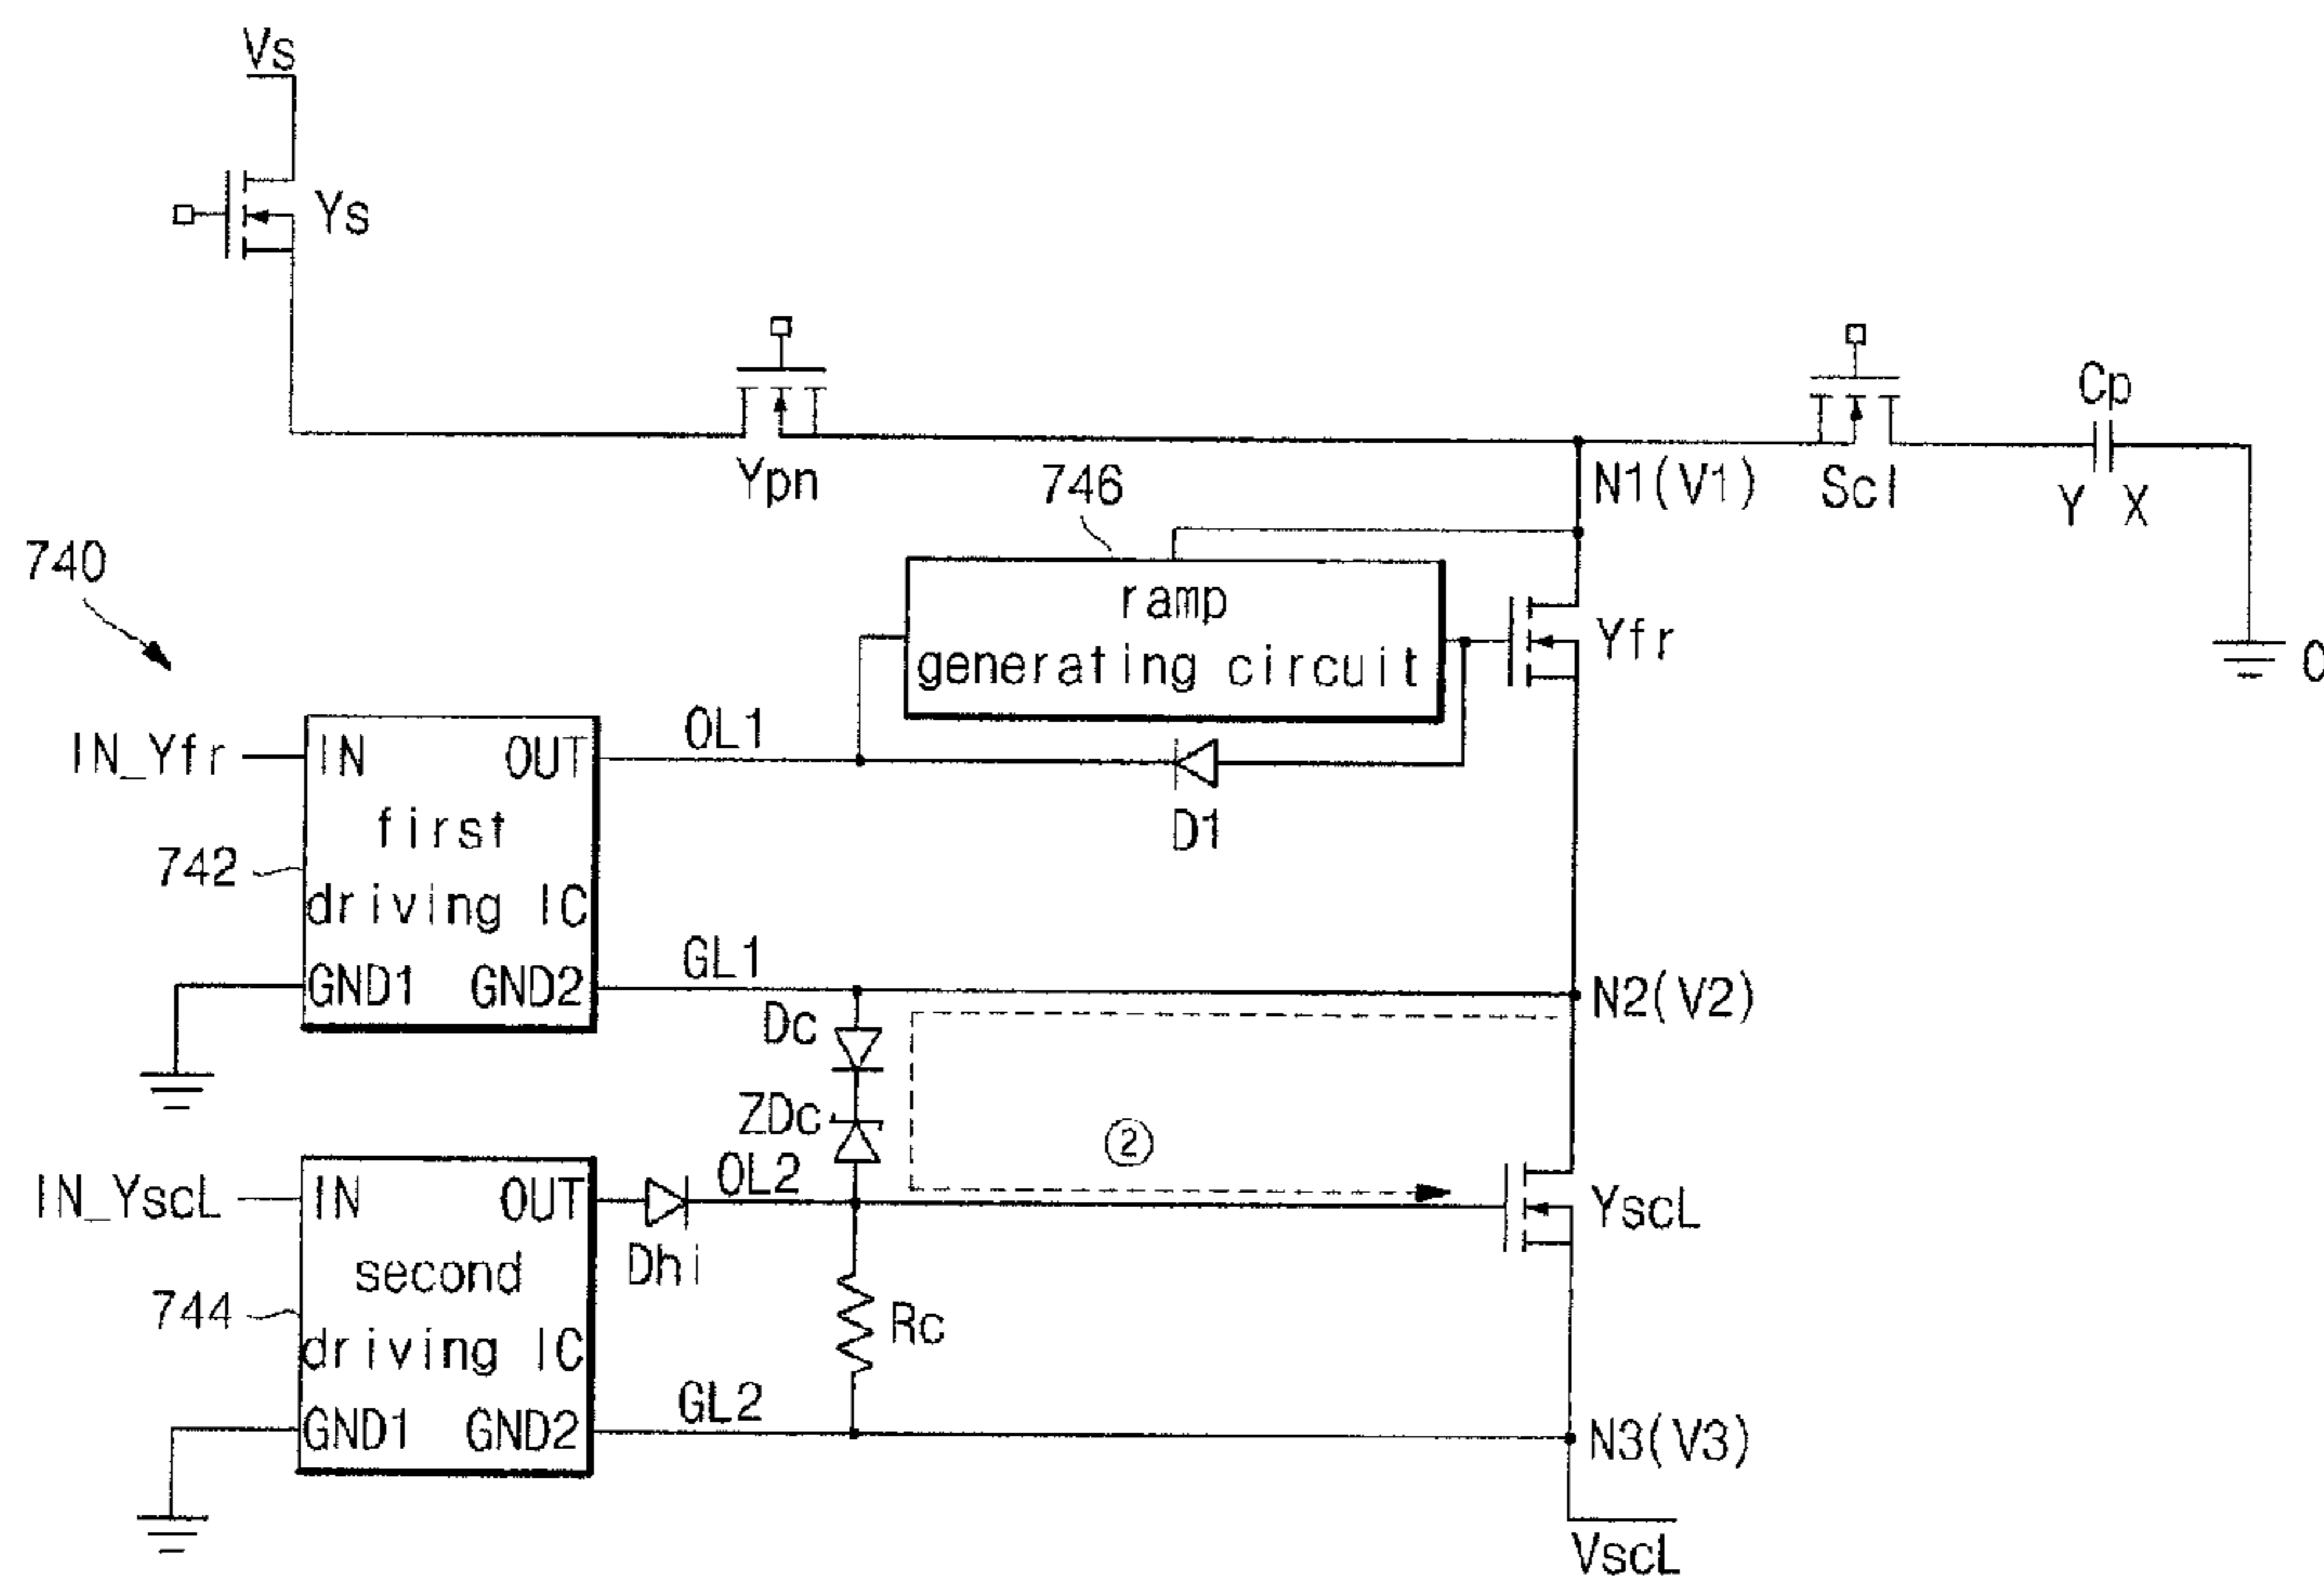 Vs
Ys
Ypn
N1(V1)
Scl
Cp
Y X
746
ramp
generating circuit
Yfr
740
IN_Yfr
IN OUT
OL1
D1
first
driving IC
742
GND1 GND2
GL1
N2(V2)
Dc
ZDc
②
IN_YscL
IN OUT
OL2
Dhi
YscL
second
driving IC
744
Rc
GND1 GND2
GL2
N3(V3)
VscL